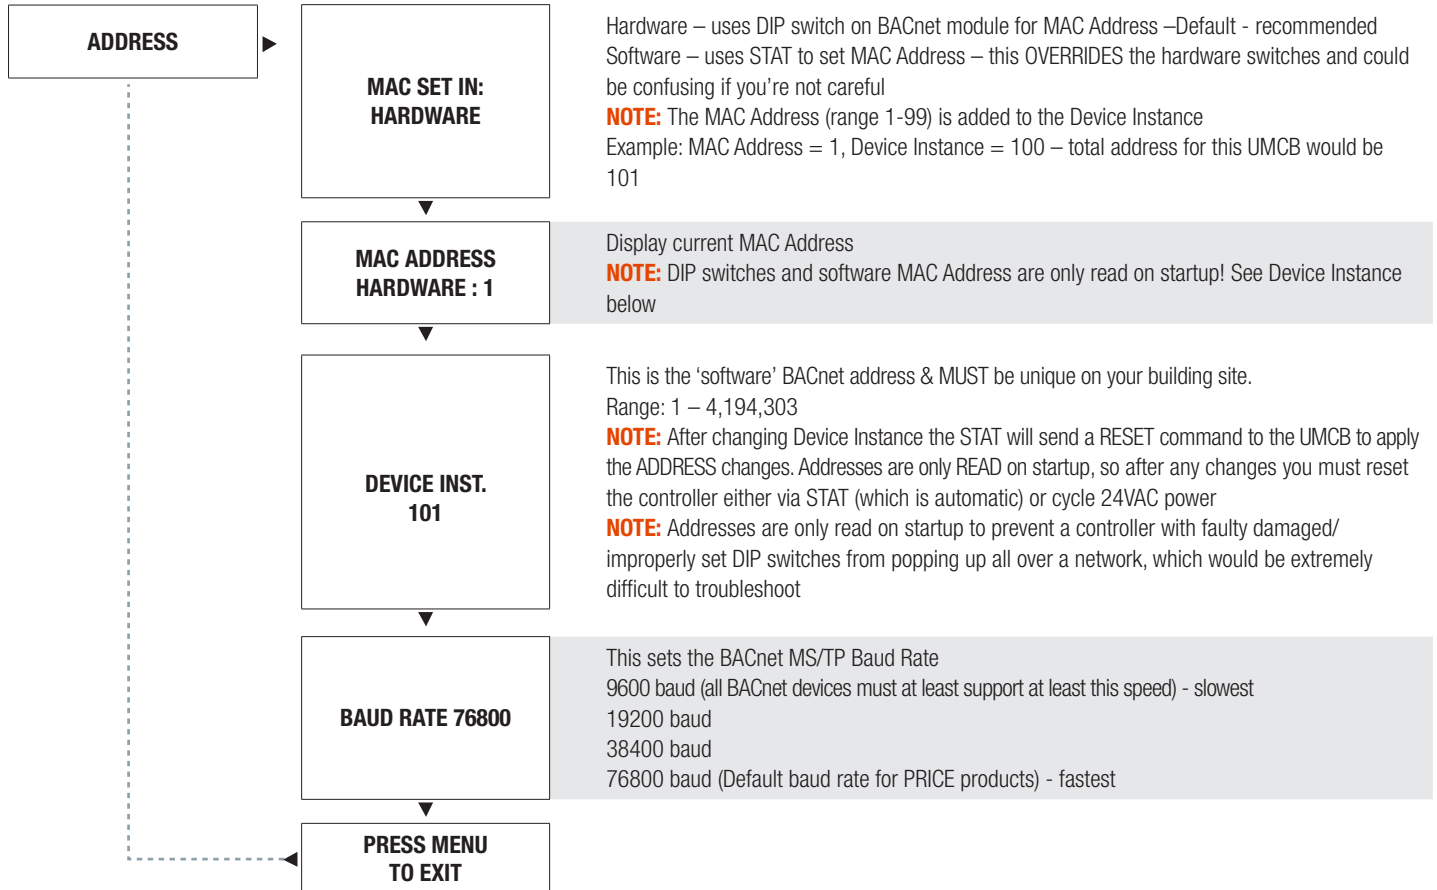 ADDRESS
MAC SET IN:
HARDWARE
Hardware – uses DIP switch on BACnet module for MAC Address –Default - recommended
Software – uses STAT to set MAC Address – this OVERRIDES the hardware switches and could
be confusing if you’re not careful
NOTE: The MAC Address (range 1-99) is added to the Device Instance
Example: MAC Address = 1, Device Instance = 100 – total address for this UMCB would be
101
MAC ADDRESS
HARDWARE : 1
Display current MAC Address
NOTE: DIP switches and software MAC Address are only read on startup! See Device Instance
below
DEVICE INST.
101
This is the ‘software’ BACnet address & MUST be unique on your building site.
Range: 1 – 4,194,303
NOTE: After changing Device Instance the STAT will send a RESET command to the UMCB to apply
the ADDRESS changes. Addresses are only READ on startup, so after any changes you must reset
the controller either via STAT (which is automatic) or cycle 24VAC power
NOTE: Addresses are only read on startup to prevent a controller with faulty damaged/
improperly set DIP switches from popping up all over a network, which would be extremely
difficult to troubleshoot
BAUD RATE 76800
This sets the BACnet MS/TP Baud Rate
9600 baud (all BACnet devices must at least support at least this speed) - slowest
19200 baud
38400 baud
76800 baud (Default baud rate for PRICE products) - fastest
PRESS MENU
TO EXIT